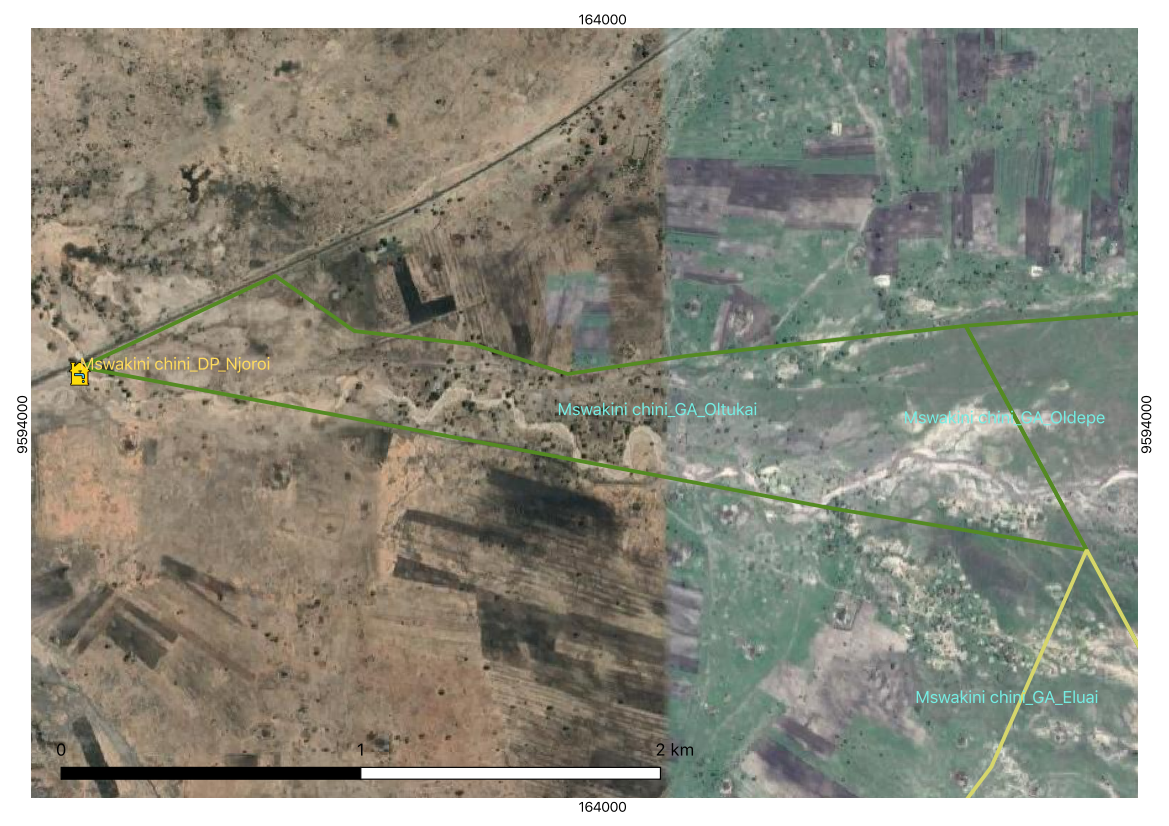 164000
Mswakini chini_DP_Njoroi
Mswakini chini_GA_Oltukai
Mswakini chini_GA_Oldepe
9594000
9594000
Mswakini chini_GA_Eluai
0
1
2 km
164000